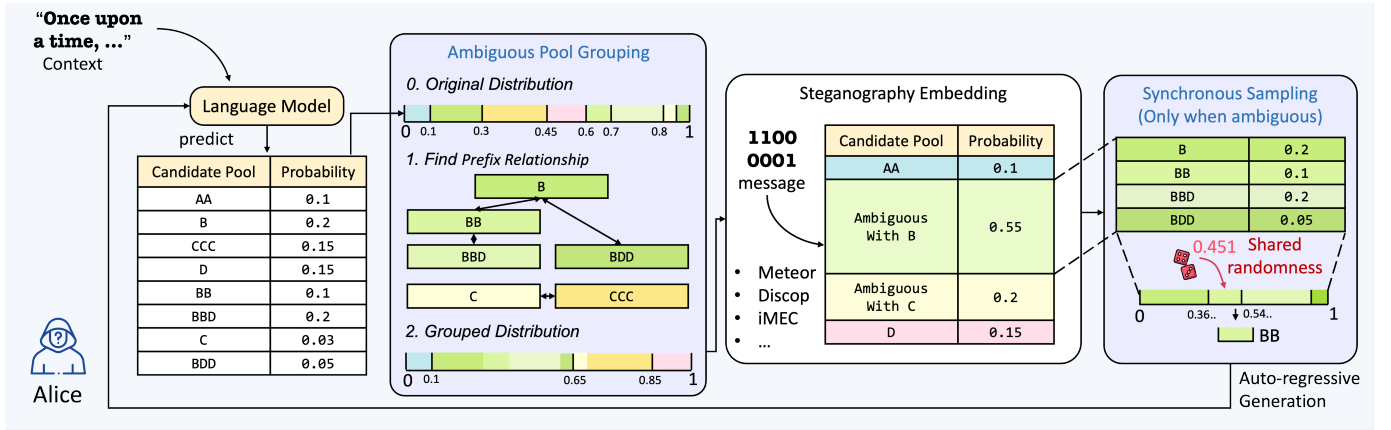 “Once upon
a time, ...”
Context
Language Model
predict
Candidate Pool Probability
AA 0.1
B 0.2
CCC 0.15
D 0.15
BB 0.1
BBD 0.2
C 0.03
BDD 0.05
Alice
Ambiguous Pool Grouping
0. Original Distribution
0 0.1 0.3 0.45 0.6 0.7 0.8 1
1. Find Prefix Relationship
B
BB
BBD BDD
C CCC
2. Grouped Distribution
0 0.1 0.65 0.85 1
Steganography Embedding
1100
0001
message
• Meteor
• Discop
• iMEC
• ...
Candidate Pool Probability
AA 0.1
Ambiguous
With B
0.55
Ambiguous
With C
0.2
D 0.15
Synchronous Sampling
(Only when ambiguous)
B 0.2
BB 0.1
BBD 0.2
BDD 0.05
0.451 Shared
randomness
0 0.36.. 0.54.. 1
BB
Auto-regressive
Generation